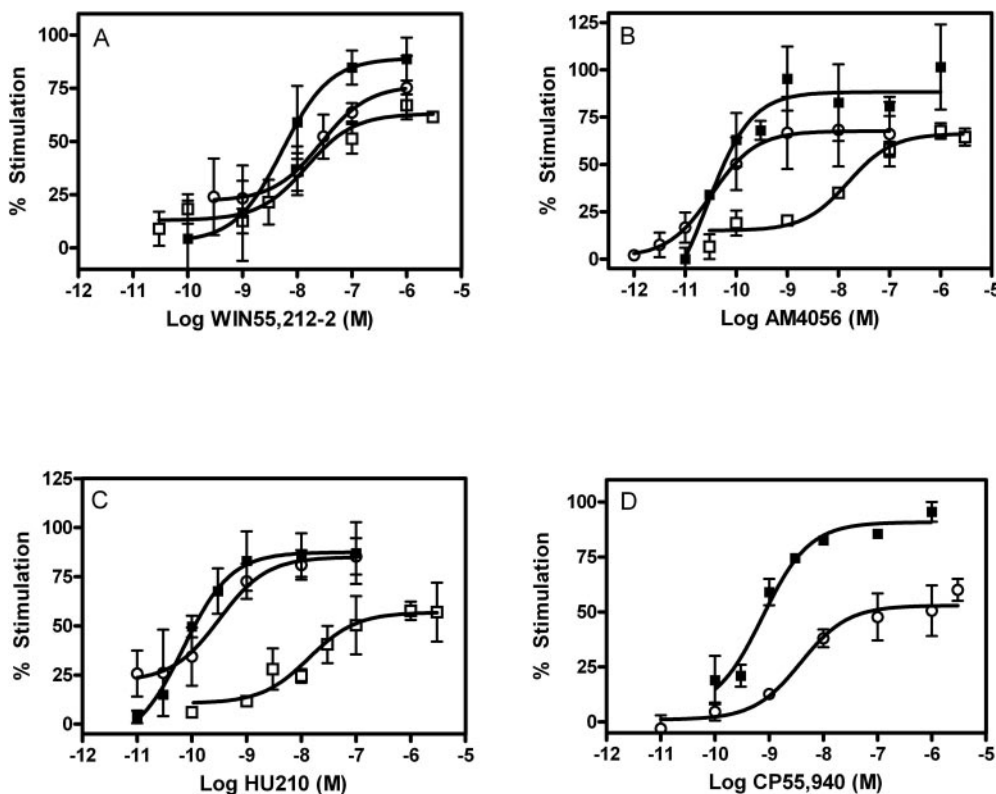 A
100
75
50
25
0
% Stimulation
-12 -11 -10 -9 -8 -7 -6 -5
Log WIN55,212-2 (M)
B
125
100
75
50
25
0
% Stimulation
-12 -11 -10 -9 -8 -7 -6 -5
Log AM4056 (M)
C
125
100
75
50
25
0
% Stimulation
-12 -11 -10 -9 -8 -7 -6 -5
Log HU210 (M)
D
125
100
75
50
25
0
% Stimulation
-12 -11 -10 -9 -8 -7 -6 -5
Log CP55,940 (M)